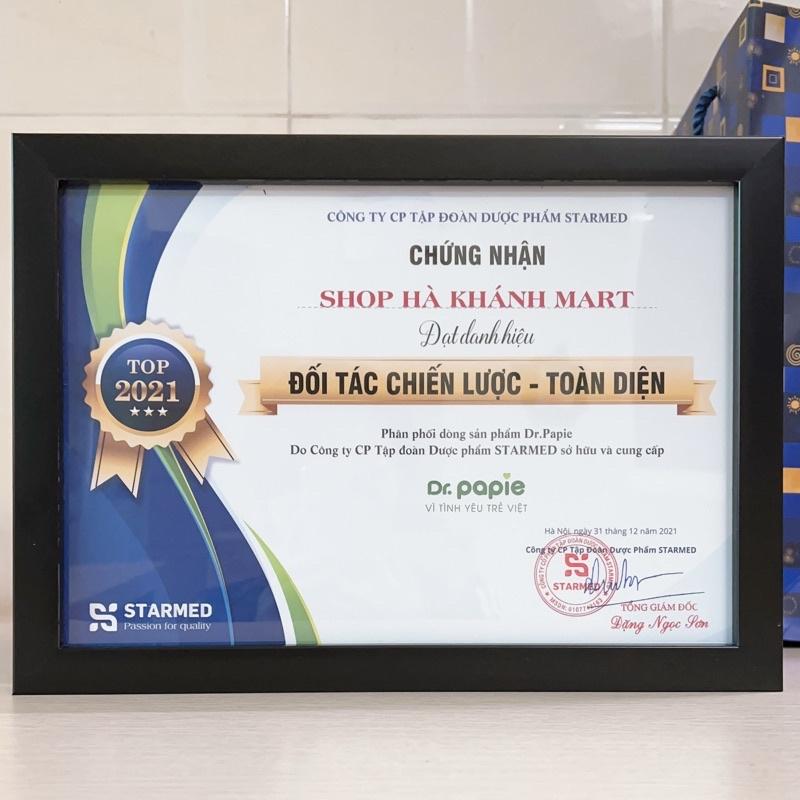 CÔNG TY CP TẬP ĐOÀN DƯỢC PHẨM STARMED
CHỨNG NHẬN
SHOP HÀ KHÁNH MART
Đạt danh hiệu
TOP
2021
ĐỐI TÁC CHIẾN LƯỢC - TOÀN DIỆN
Phân phối dòng sản phẩm Dr.Papie
Do Công ty CP Tập đoàn Dược phẩm STARMED sở hữu và cung cấp
Dr. papie
VÌ TÌNH YÊU TRẺ VIỆT
Hà Nội, ngày 31 tháng 12 năm 2021
Công ty CP Tập Đoàn Dược Phẩm STARMED
STARMED
TỔNG GIÁM ĐỐC
Đặng Ngọc Sơn
STARMED
Passion for quality